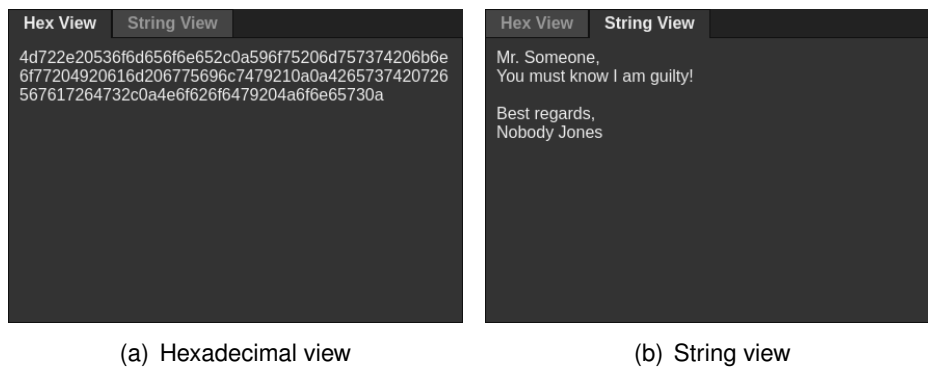 Hex View String View
4d722e20536f6d656f6e652c0a596f75206d757374206b6e
6f77204920616d206775696c7479210a0a4265737420726
567617264732c0a4e6f626f6479204a6f6e65730a
Hex View String View
Mr. Someone,
You must know I am guilty!
Best regards,
Nobody Jones
(a) Hexadecimal view
(b) String view